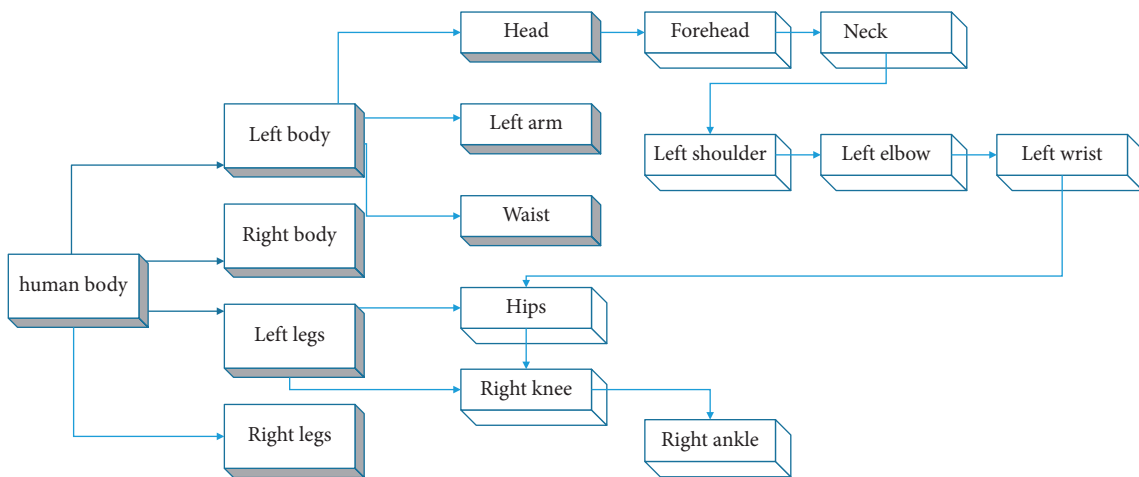 Head
Forehead
Neck
Left body
Left arm
Left shoulder
Left elbow
Left wrist
Waist
Right body
human body
Hips
Left legs
Right knee
Right legs
Right ankle